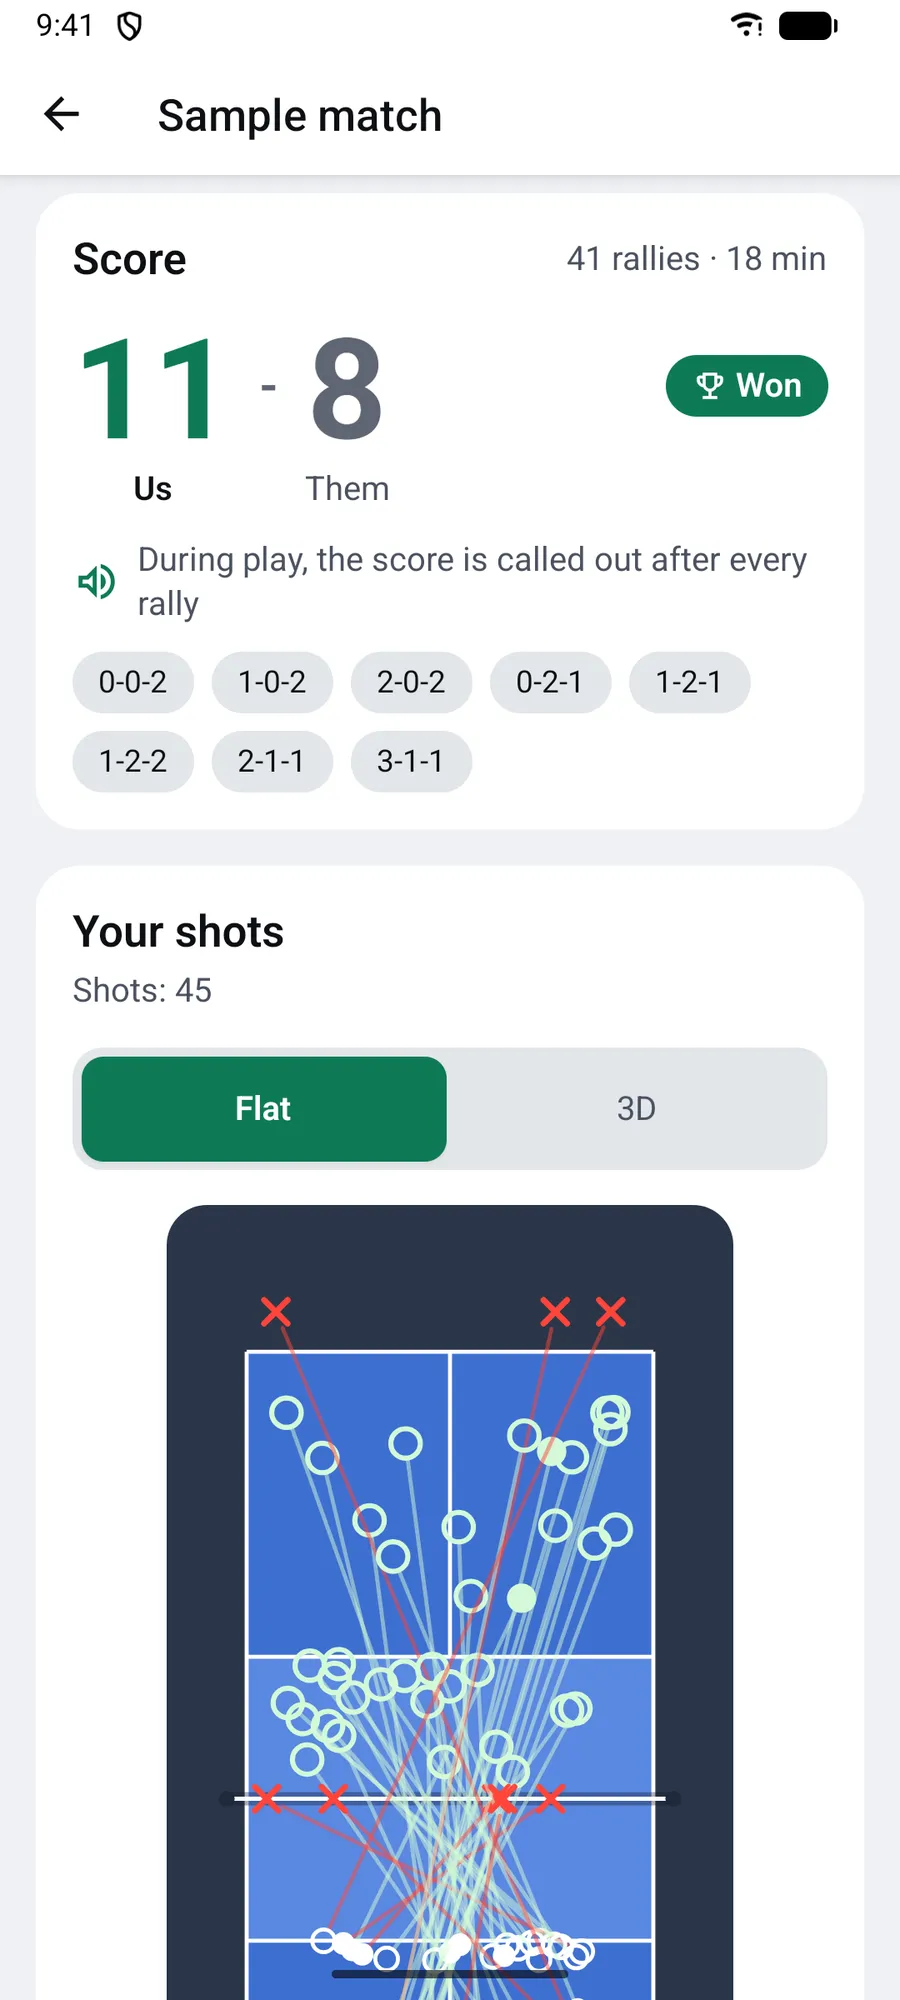 9:41
Sample match
Score
41 rallies · 18 min
11 - 8
Won
Us
Them
During play, the score is called out after every
rally
0-0-2
1-0-2
2-0-2
0-2-1
1-2-1
1-2-2
2-1-1
3-1-1
Your shots
Shots: 45
Flat
3D